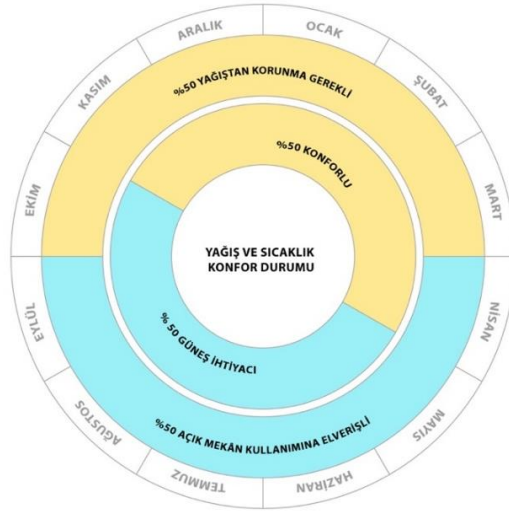 OCAK
ŞUBAT
MART
NİSAN
MAYIS
HAZİRAN
TEMMUZ
AĞUSTOS
EYLÜL
EKİM
KASIM
ARALIK
%50 YAĞIŞTAN KORUNMA GEREKLİ
%50 KONFORLU
YAĞIŞ VE SICAKLIK
KONFOR DURUMU
% 50 GÜNEŞ İHTİYACI
%50 AÇIK MEKÂN KULLANIMINA ELVERİŞLİ